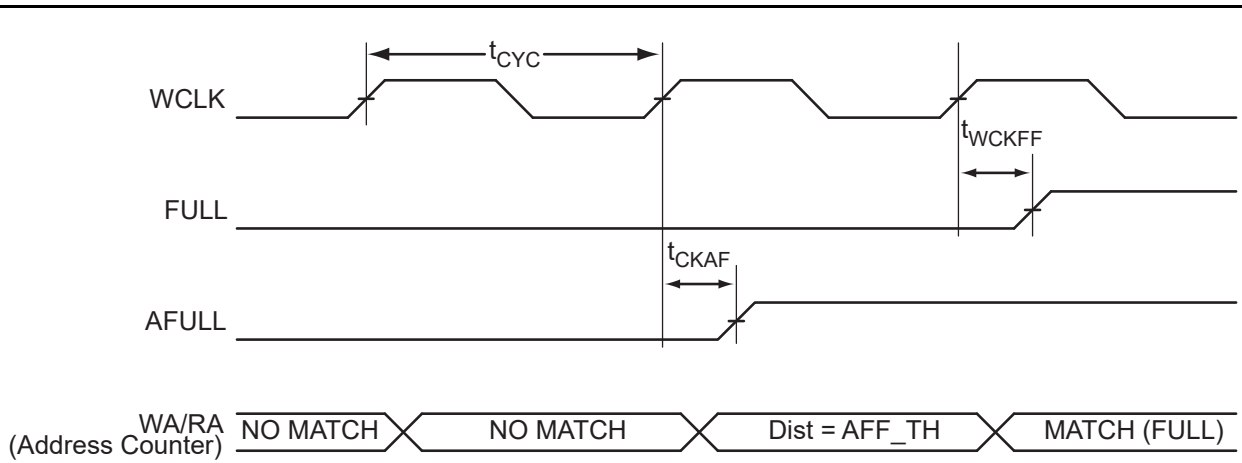 tCYC
WCLK
tWCKFF
FULL
tCKAF
AFULL
WA/RA
(Address Counter)
NO MATCH
NO MATCH
Dist = AFF_TH
MATCH (FULL)